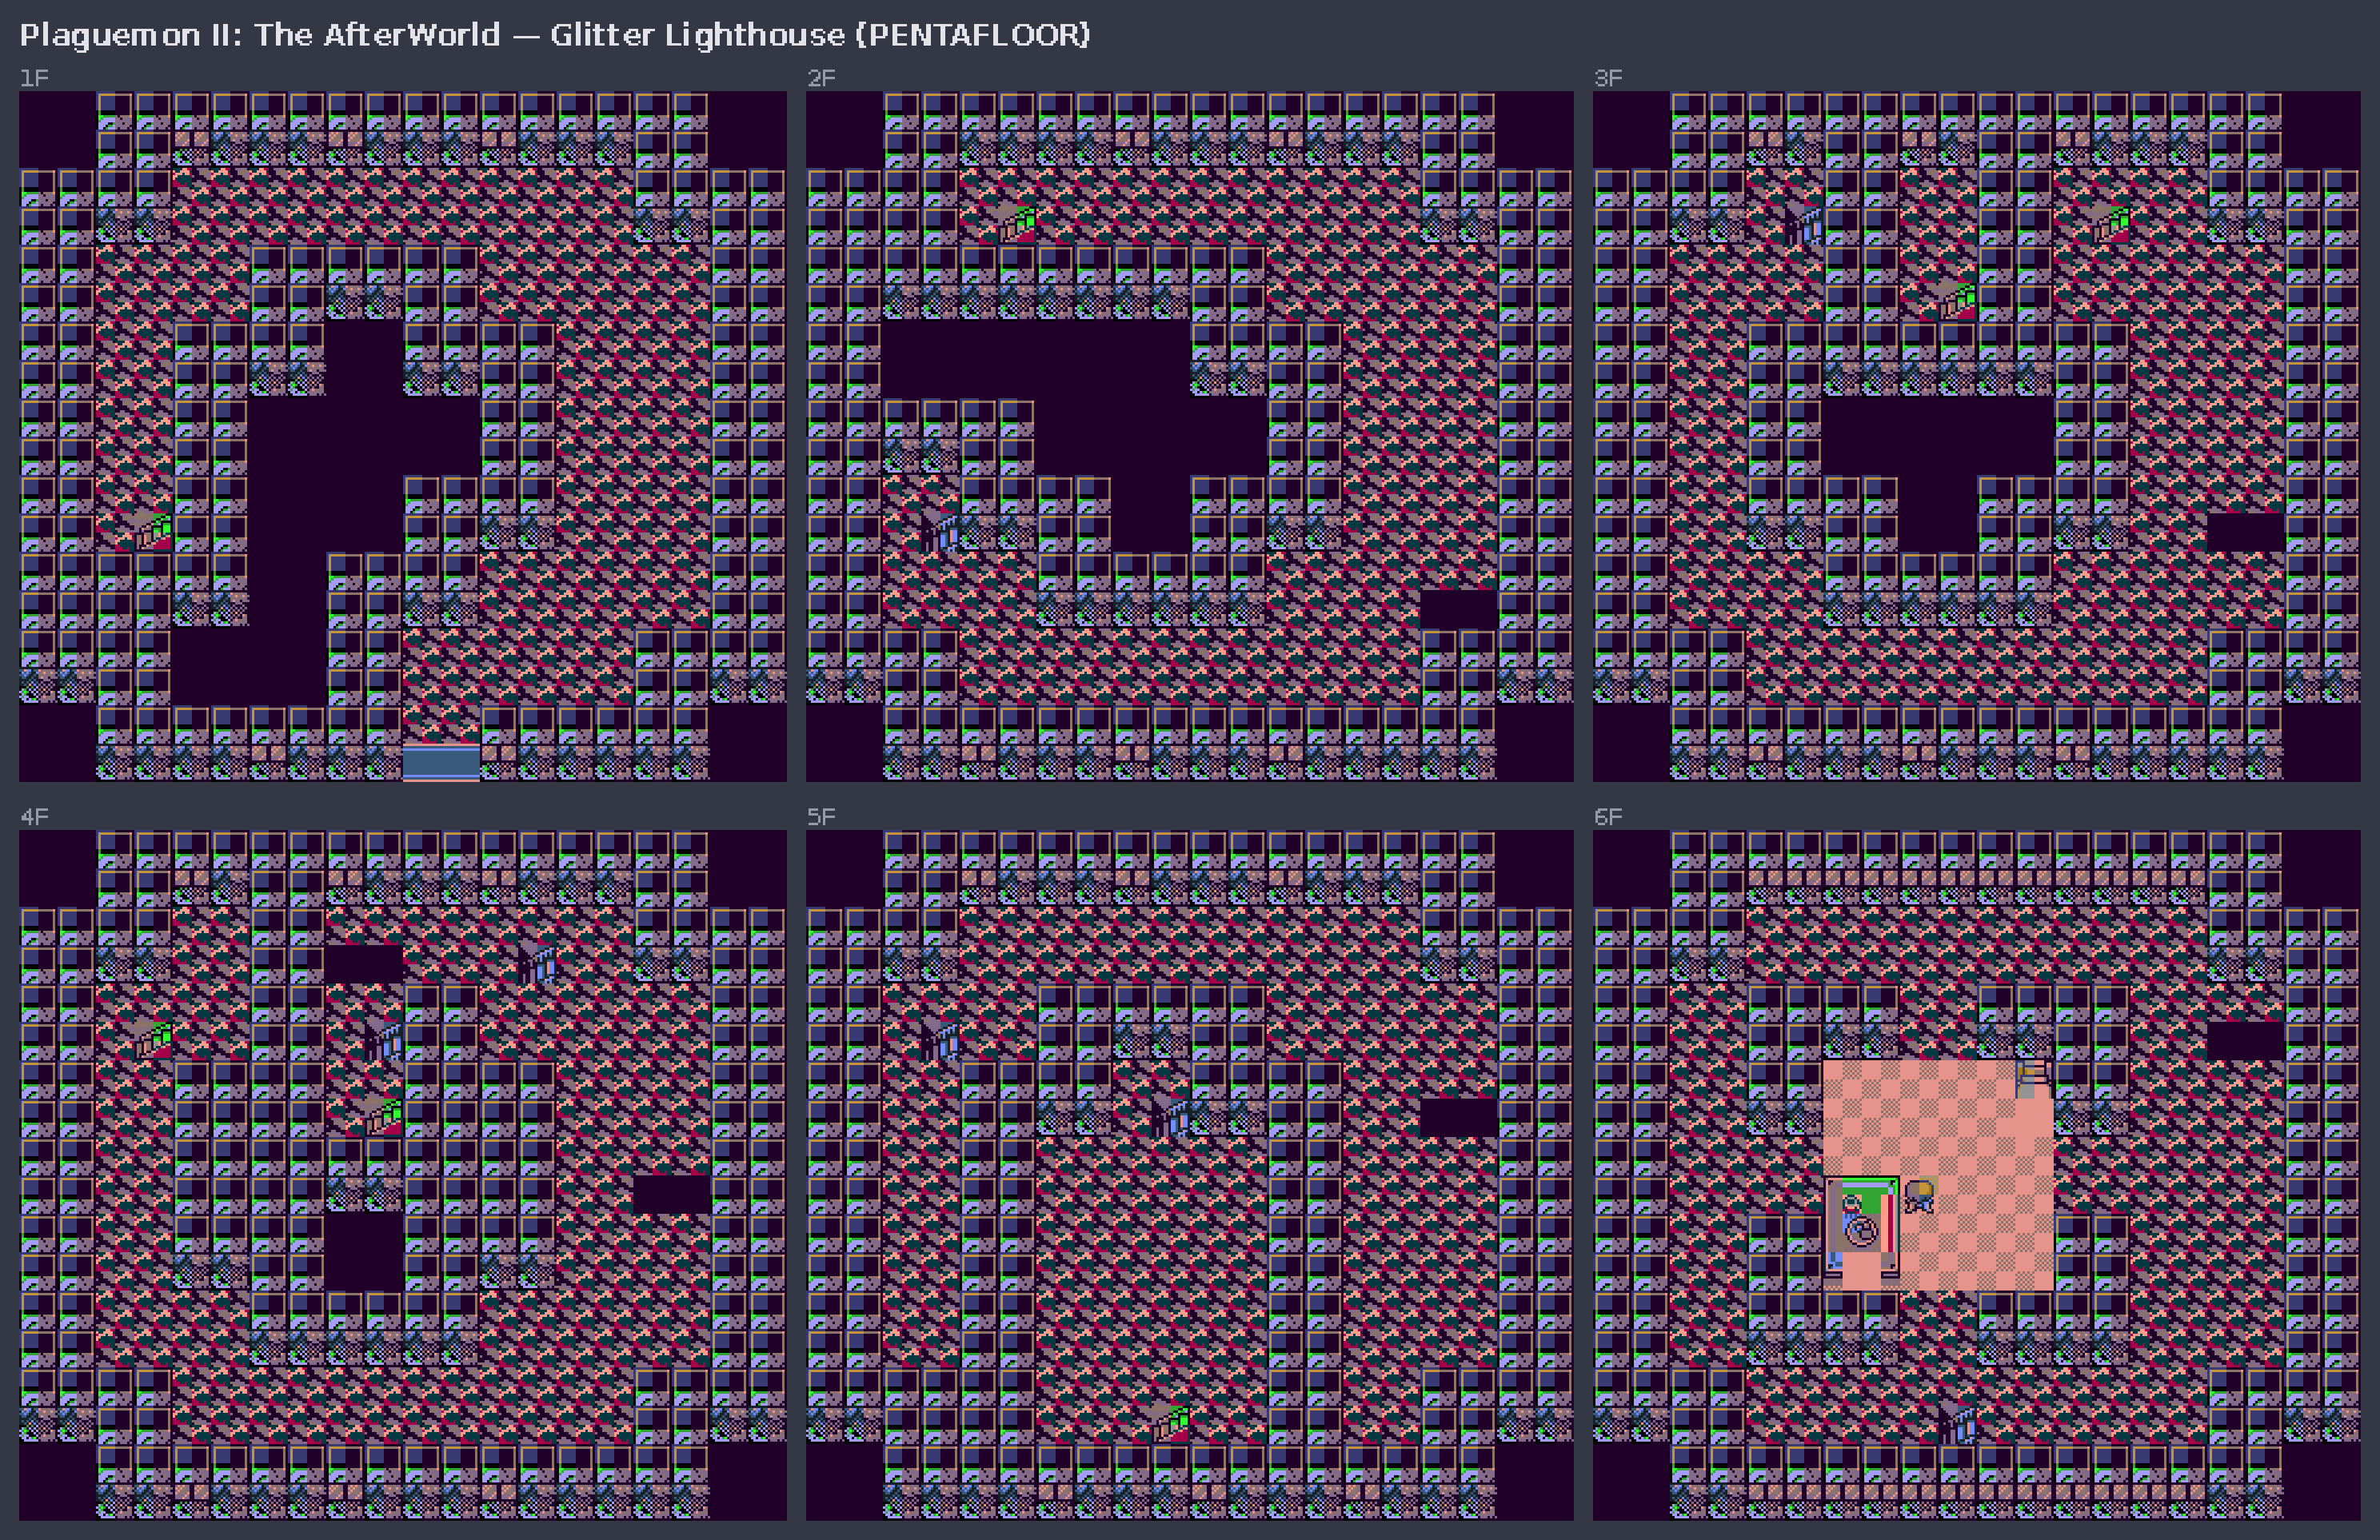 Plaguemon II: The AfterWorld — Glitter Lighthouse (PENTAFLOOR)
1F
2F
3F
4F
5F
6F